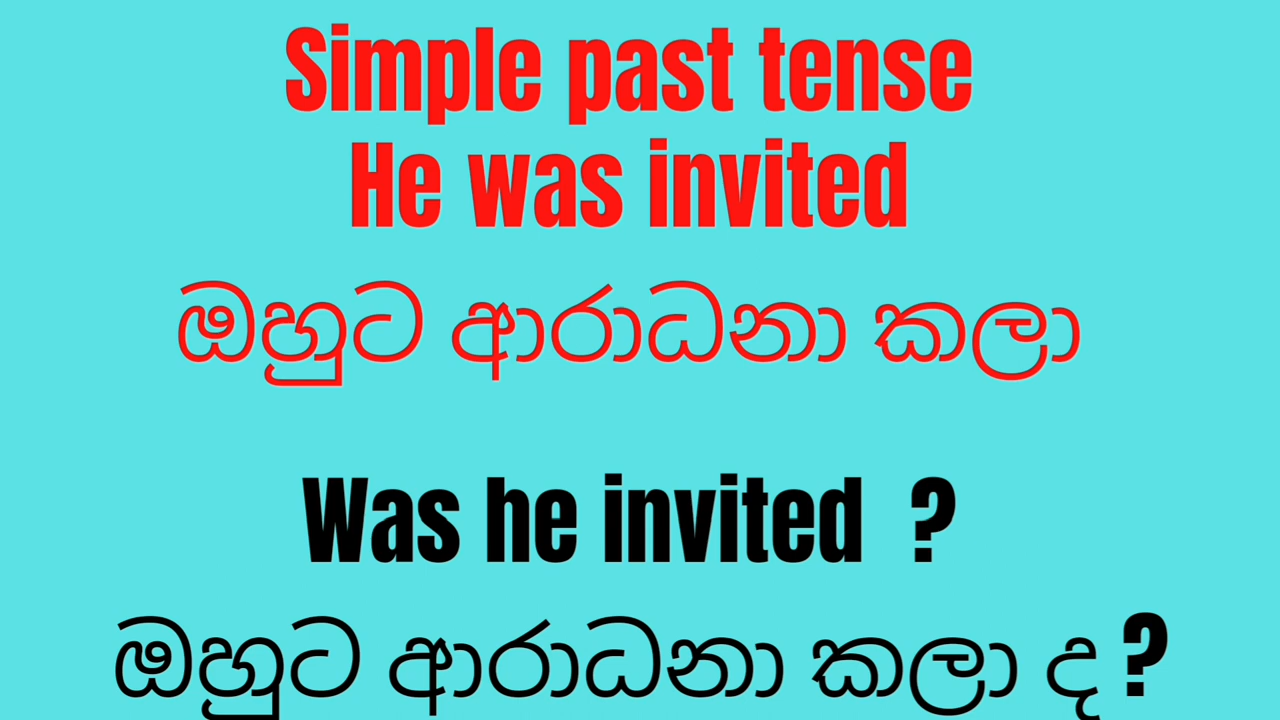 Simple past tense
He was invited
ඔහුට ආරාධනා කලා
Was he invited ?
ඔහුට ආරාධනා කලා ද ?